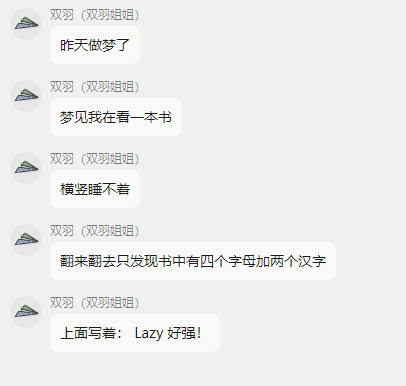 双羽（双羽姐姐）
昨天做梦了
双羽（双羽姐姐）
梦见我在看一本书
双羽（双羽姐姐）
横竖睡不着
双羽（双羽姐姐）
翻来翻去只发现书中有四个字母加两个汉字
双羽（双羽姐姐）
上面写着： Lazy 好强！